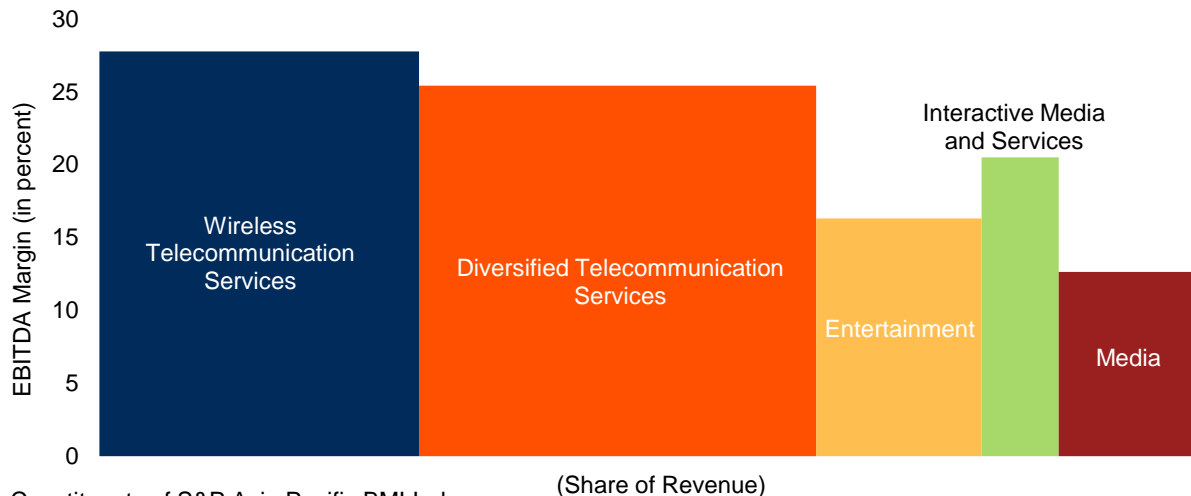 30
25
20
15
10
5
0
EBITDA Margin (in percent)
Wireless
Telecommunication
Services
Diversified Telecommunication
Services
Entertainment
Interactive Media
and Services
Media
(Share of Revenue)